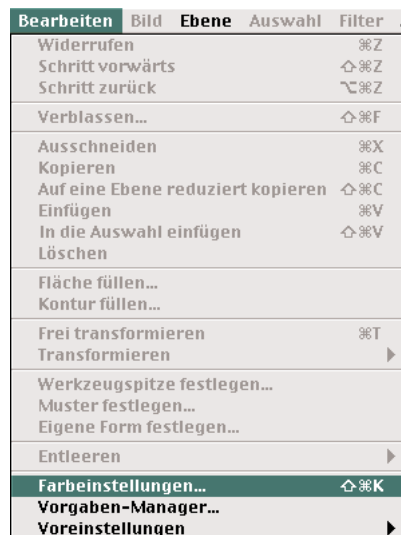 Bearbeiten Bild Ebene Auswahl Filter
Widerrufen ⌘Z
Schritt vorwärts ⇧⌘Z
Schritt zurück ⌥⌘Z
Verblassen... ⇧⌘F
Ausschneiden ⌘X
Kopieren ⌘C
Auf eine Ebene reduziert kopieren ⇧⌘C
Einfügen ⌘V
In die Auswahl einfügen ⇧⌘V
Löschen
Fläche füllen...
Kontur füllen...
Frei transformieren ⌘T
Transformieren
Werkzeugspitze festlegen...
Muster festlegen...
Eigene Form festlegen...
Entleeren
Farbeinstellungen... ⇧⌘K
Vorgaben-Manager...
Voreinstellungen